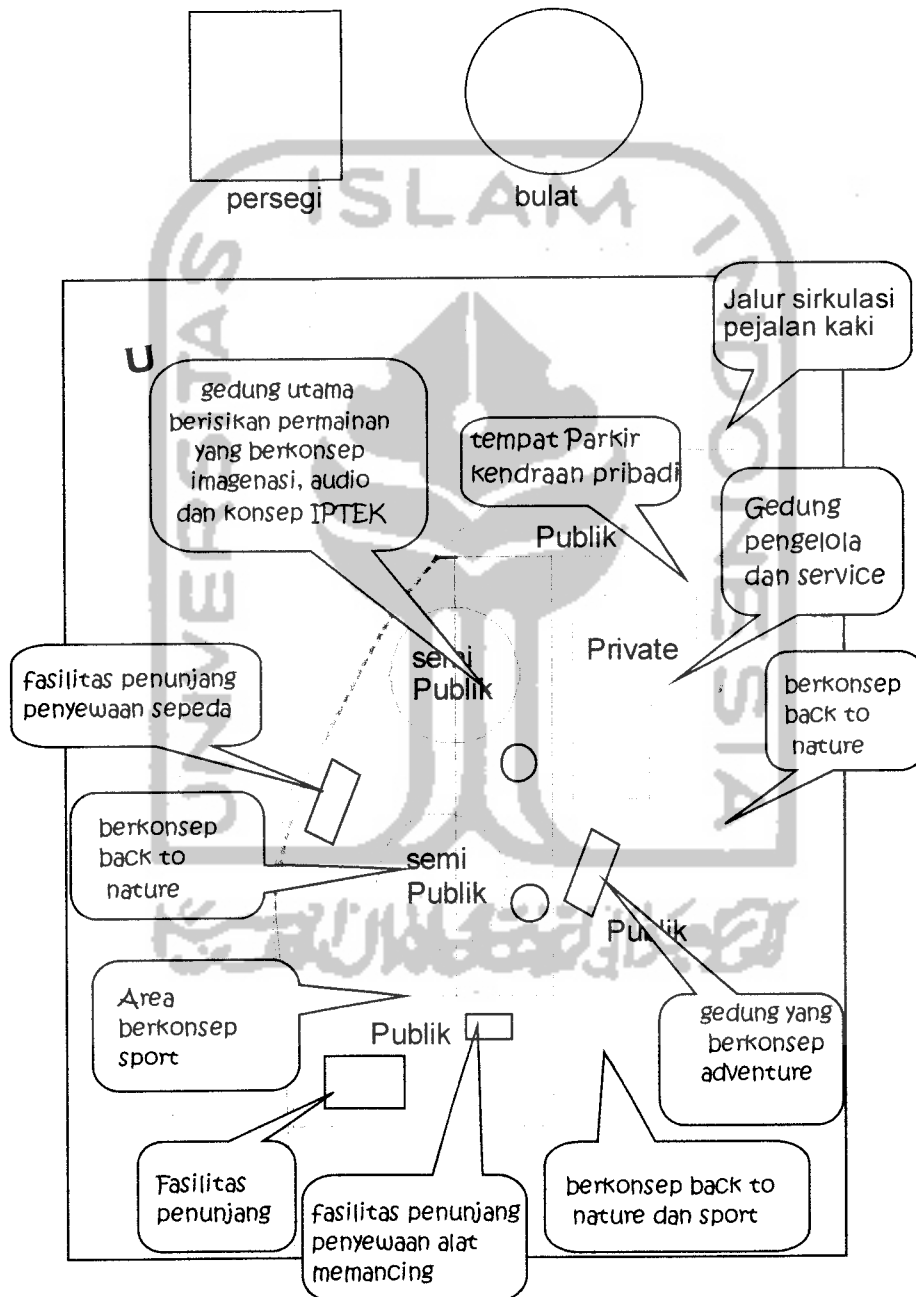 persegi
bulat
UNIVERSITAS ISLAM INDONESIA
Jalur sirkulasi
pejalan kaki
U
gedung utama
berisikan permainan
yang berkonsep
imagenasi, audio
dan konsep IPTEK
tempat Parkir
kendraan pribadi
Publik
Gedung
pengelola
dan service
Private
semi
Publik
fasilitas penunjang
penyewaan sepeda
berkonsep
back to
nature
berkonsep
back to
nature
semi
Publik
Publik
Area
berkonsep
sport
Publik
gedung yang
berkonsep
adventure
Fasilitas
penunjang
fasilitas penunjang
penyewaan alat
memancing
berkonsep back to
nature dan sport